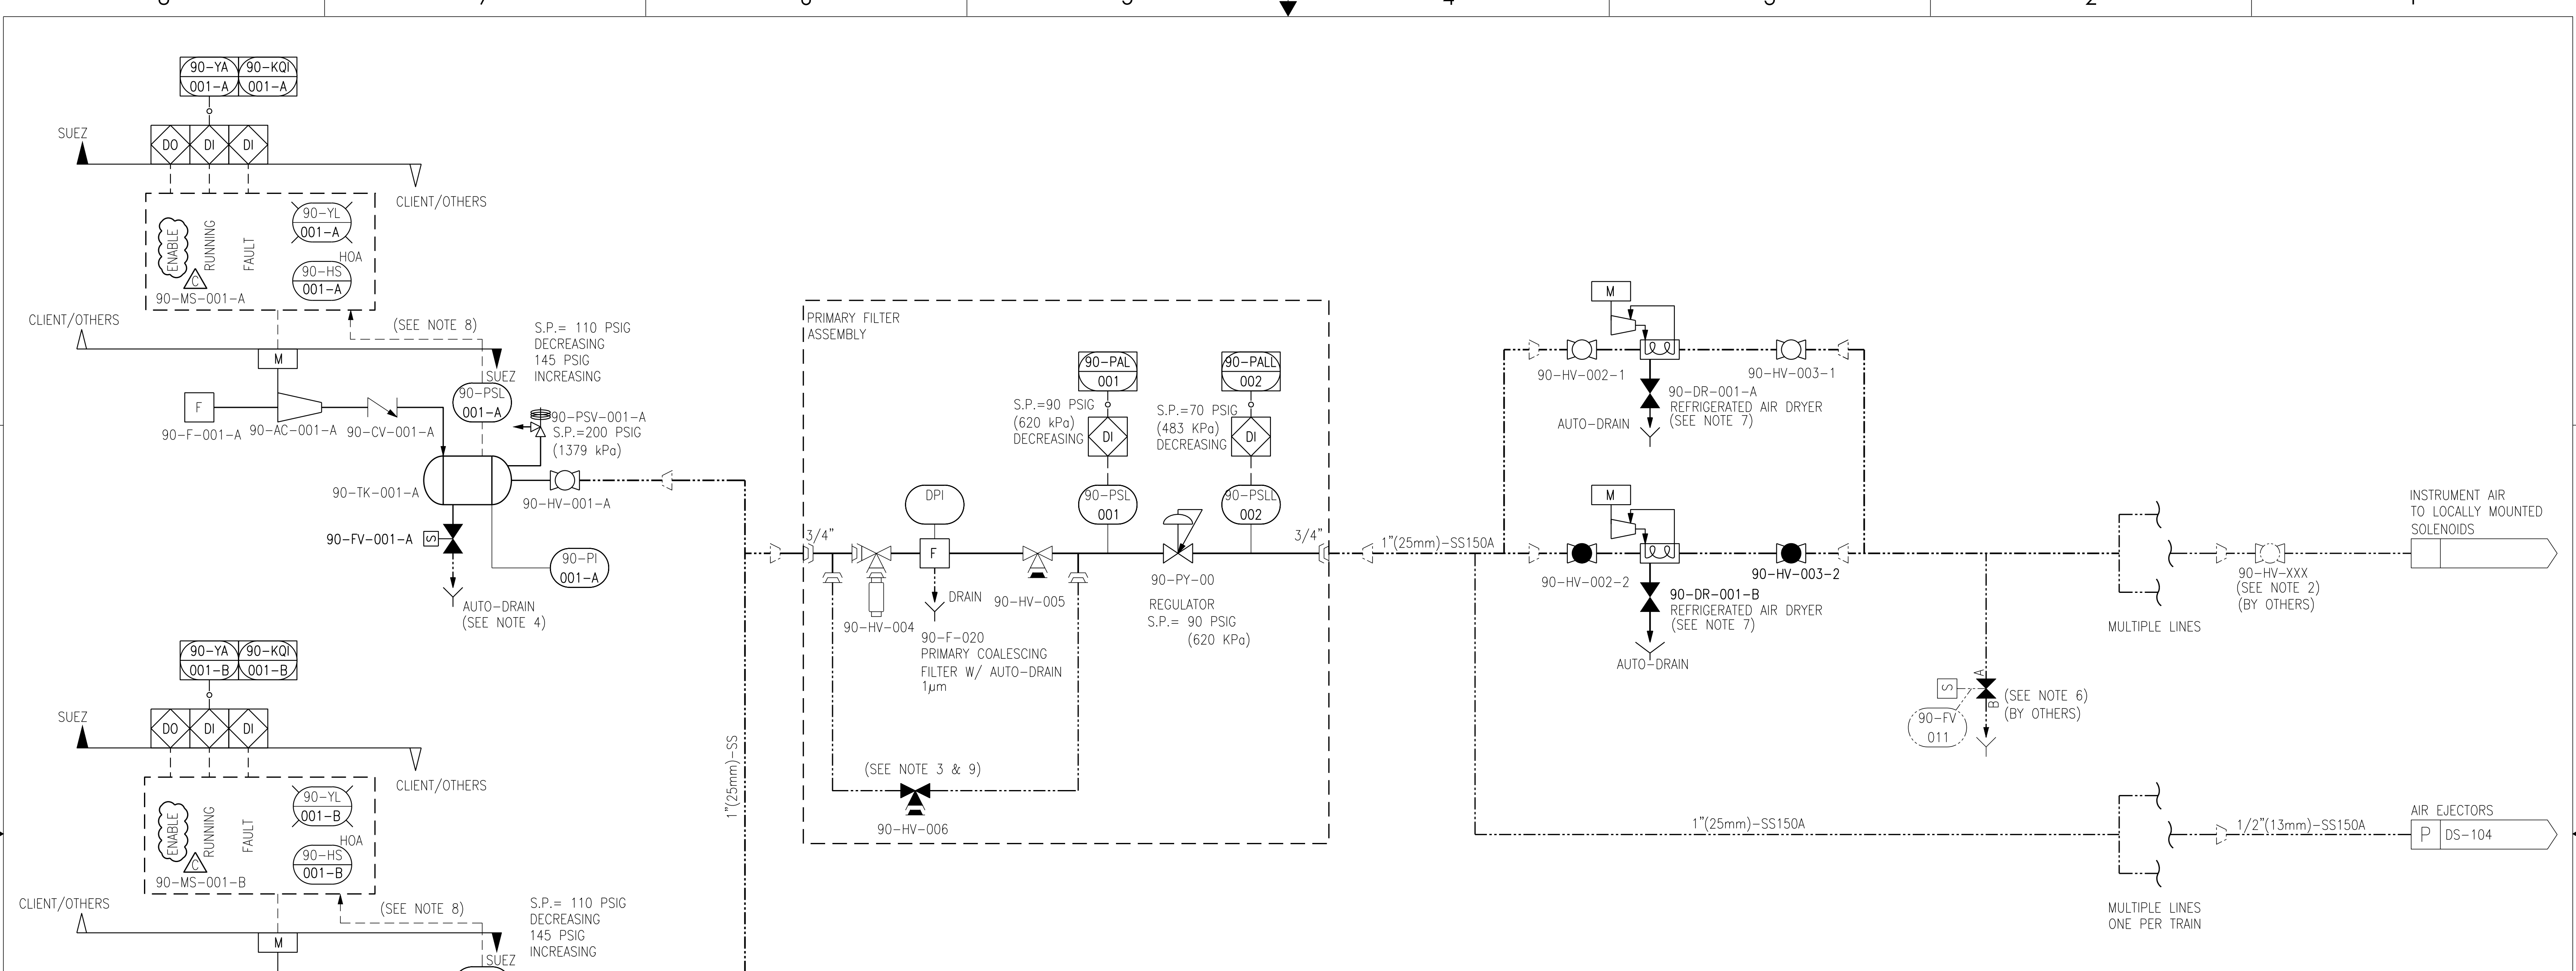 90-YA
001-A
90-KQI
001-A
SUEZ
DO
DI
DI
CLIENT/OTHERS
ENABLE
RUNNING
FAULT
90-YL
001-A
HOA
90-HS
001-A
C
90-MS-001-A
CLIENT/OTHERS
(SEE NOTE 8)
S.P.= 110 PSIG
DECREASING
145 PSIG
INCREASING
M
SUEZ
90-PSL
001-A
F
90-F-001-A
90-AC-001-A
90-CV-001-A
90-PSV-001-A
S.P.=200 PSIG
(1379 kPa)
90-TK-001-A
90-HV-001-A
90-FV-001-A
S
90-PI
001-A
AUTO-DRAIN
(SEE NOTE 4)
90-YA
001-B
90-KQI
001-B
SUEZ
DO
DI
DI
CLIENT/OTHERS
ENABLE
RUNNING
FAULT
90-YL
001-B
HOA
90-HS
001-B
C
90-MS-001-B
CLIENT/OTHERS
(SEE NOTE 8)
S.P.= 110 PSIG
DECREASING
145 PSIG
INCREASING
M
SUEZ
1"(25mm)-SS
PRIMARY FILTER
ASSEMBLY
90-PAL
001
90-PALL
002
S.P.=90 PSIG
(620 kPa)
DECREASING
DI
S.P.=70 PSIG
(483 KPa)
DECREASING
DI
DPI
90-PSL
001
90-PSLL
002
3/4"
F
3/4"
90-HV-004
DRAIN
90-HV-005
90-PY-00
REGULATOR
S.P.= 90 PSIG
(620 KPa)
90-F-020
PRIMARY COALESCING
FILTER W/ AUTO-DRAIN
1µm
(SEE NOTE 3 & 9)
90-HV-006
1"(25mm)-SS150A
M
90-HV-002-1
90-HV-003-1
90-DR-001-A
REFRIGERATED AIR DRYER
(SEE NOTE 7)
AUTO-DRAIN
M
90-HV-002-2
90-HV-003-2
90-DR-001-B
REFRIGERATED AIR DRYER
(SEE NOTE 7)
AUTO-DRAIN
A
S
B
(SEE NOTE 6)
(BY OTHERS)
90-FV
011
MULTIPLE LINES
INSTRUMENT AIR
TO LOCALLY MOUNTED
SOLENOIDS
90-HV-XXX
(SEE NOTE 2)
(BY OTHERS)
1"(25mm)-SS150A
1/2"(13mm)-SS150A
AIR EJECTORS
P
DS-104
MULTIPLE LINES
ONE PER TRAIN